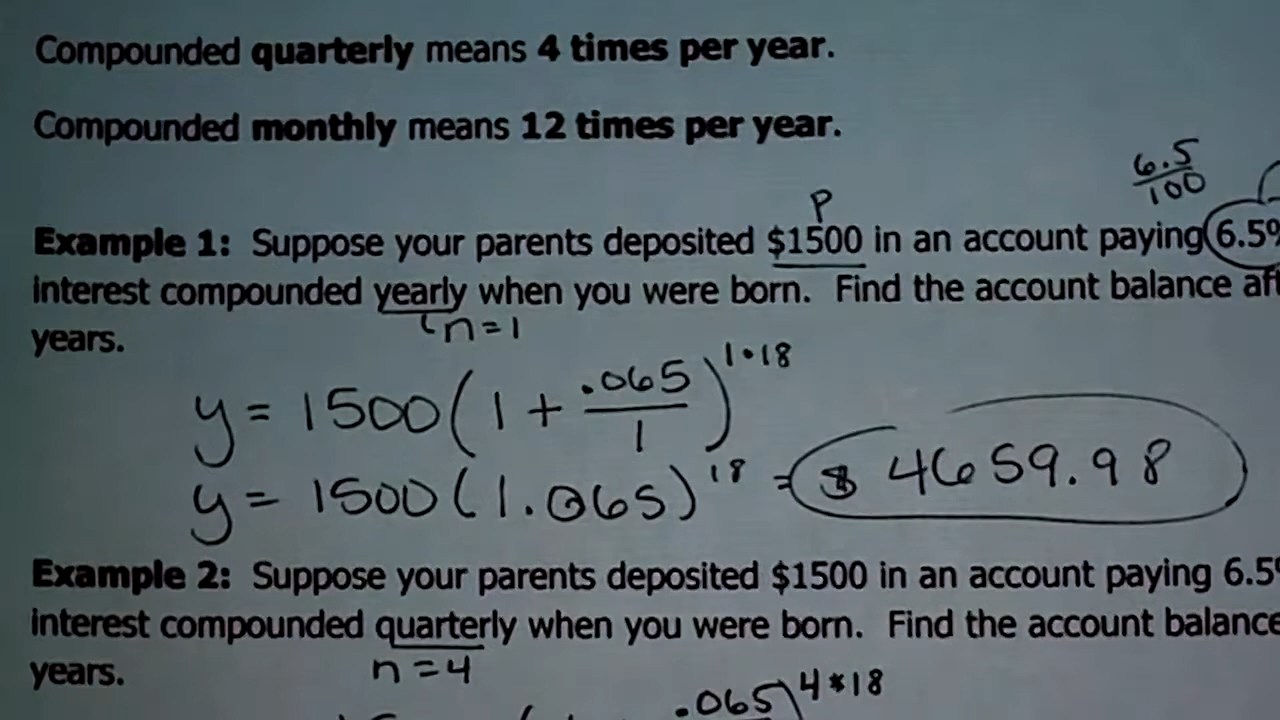 Compounded quarterly means 4 times per year.
Compounded monthly means 12 times per year.
6.5
100
P
Example 1: Suppose your parents deposited $1500 in an account paying 6.5%
interest compounded yearly when you were born. Find the account balance
years.
n=1
y = 1500(1 + .065/1)^1•18
y = 1500(1.065)^18 = $4659.98
Example 2: Suppose your parents deposited $1500 in an account paying 6.5%
interest compounded quarterly when you were born. Find the account balance
years.
n=4
.065 4*18